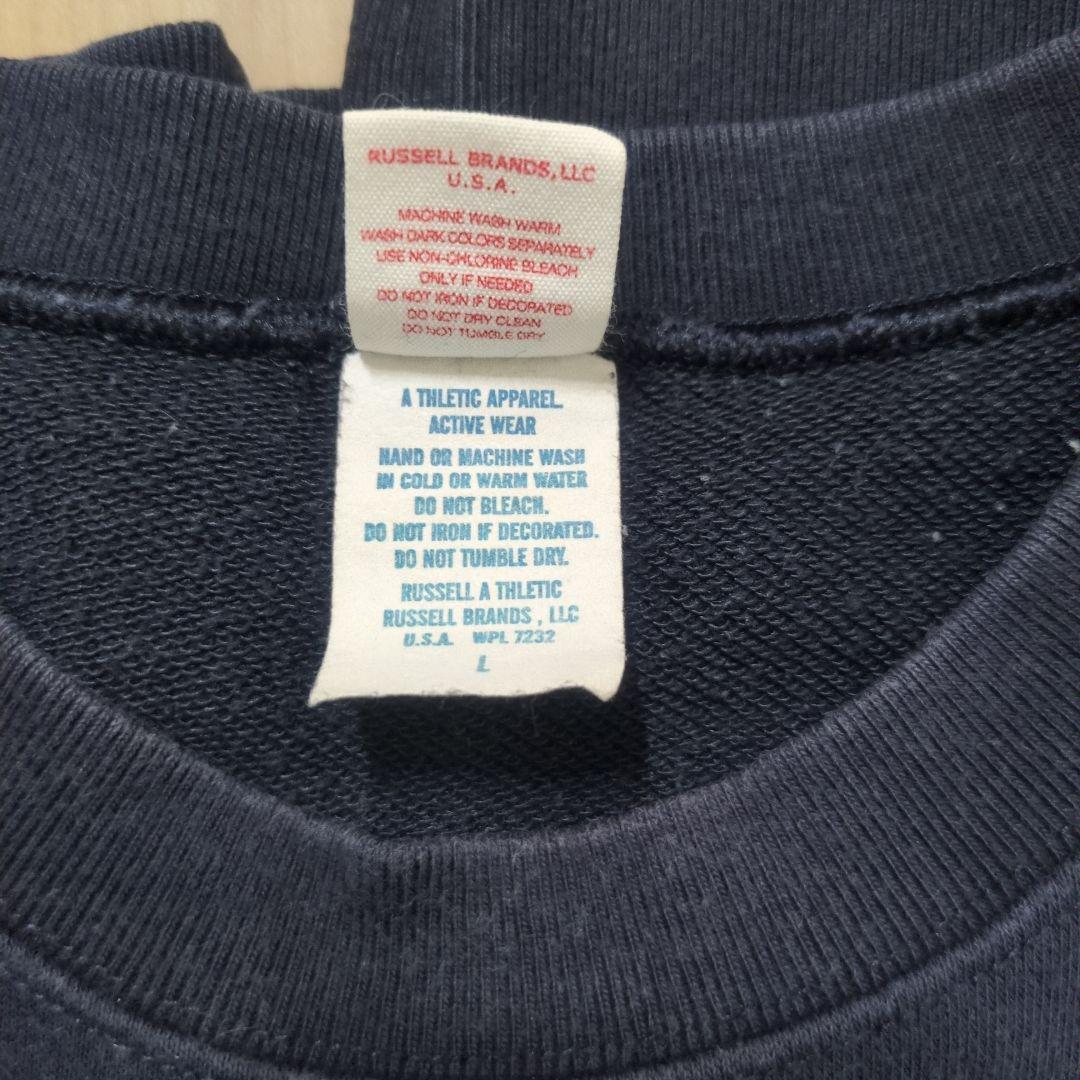 RUSSELL BRANDS, LLC
U.S.A.
MACHINE WASH WARM
WASH DARK COLORS SEPARATELY
USE NON-CHLORINE BLEACH
ONLY IF NEEDED
DO NOT IRON IF DECORATED
DO NOT DRY CLEAN
DO NOT TUMBLE DRY
A THLETIC APPAREL.
ACTIVE WEAR
HAND OR MACHINE WASH
IN COLD OR WARM WATER
DO NOT BLEACH.
DO NOT IRON IF DECORATED.
DO NOT TUMBLE DRY.
RUSSELL A THLETIC
RUSSELL BRANDS , LLC
U.S.A. WPL 7232
L